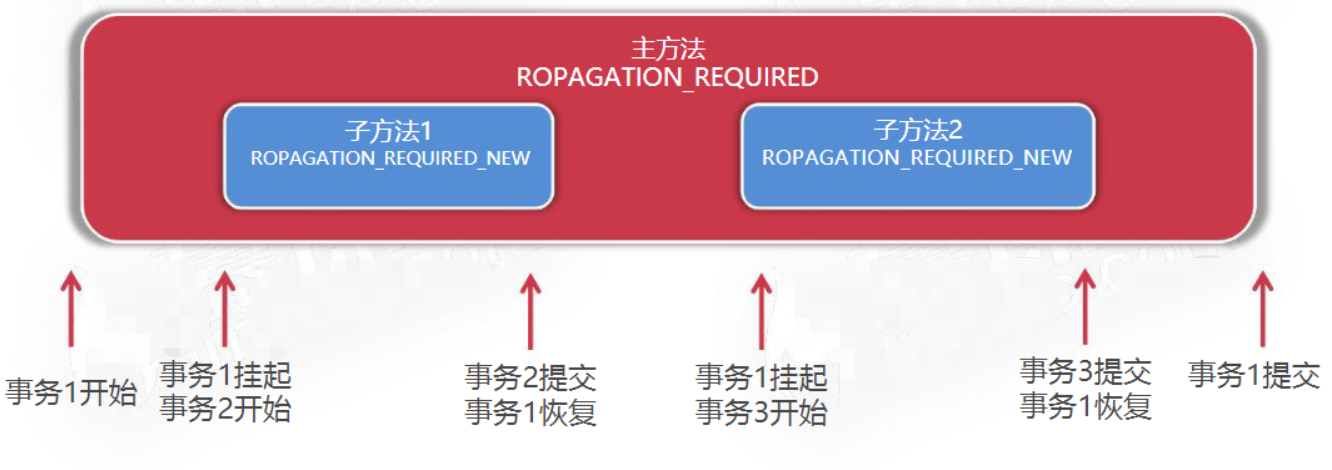 主方法
ROPAGATION_REQUIRED
子方法1
ROPAGATION_REQUIRED_NEW
子方法2
ROPAGATION_REQUIRED_NEW
事务1开始
事务1挂起
事务2开始
事务2提交
事务1恢复
事务1挂起
事务3开始
事务3提交
事务1恢复
事务1提交